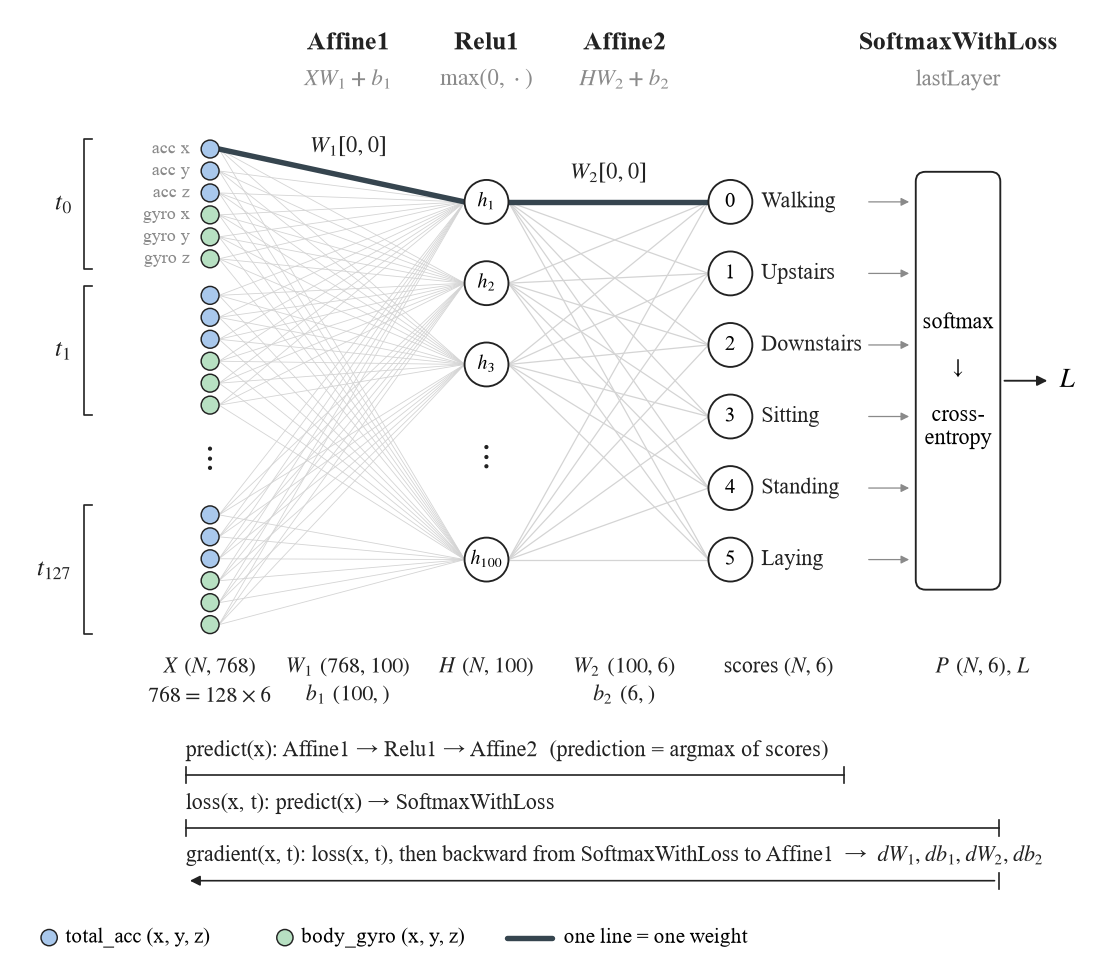 Affine1 Relu1 Affine2 SoftmaxWithLoss
XW₁ + b₁ max(0, · ) HW₂ + b₂ lastLayer
W₁[0, 0]
acc x
acc y
acc z
gyro x
gyro y
gyro z
t₀
t₁
⋮
t₁₂₇
W₂[0, 0]
h₁
h₂
h₃
⋮
h₁₀₀
0 Walking
1 Upstairs
2 Downstairs
3 Sitting
4 Standing
5 Laying
softmax
↓
cross-
entropy
L
X (N, 768) W₁ (768, 100) H (N, 100) W₂ (100, 6) scores (N, 6) P (N, 6), L
768 = 128 × 6 b₁ (100, ) b₂ (6, )
predict(x): Affine1 → Relu1 → Affine2 (prediction = argmax of scores)
loss(x, t): predict(x) → SoftmaxWithLoss
gradient(x, t): loss(x, t), then backward from SoftmaxWithLoss to Affine1 → dW₁, db₁, dW₂, db₂
total_acc (x, y, z) body_gyro (x, y, z) one line = one weight